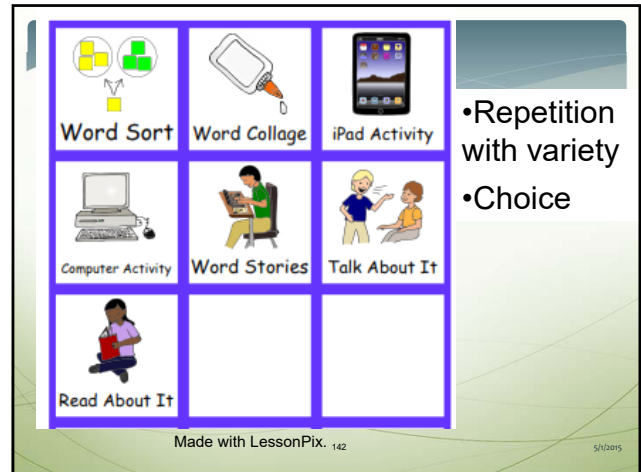 Word Sort
Word Collage
iPad Activity
Computer Activity
Word Stories
Talk About It
Read About It
•Repetition
with variety
•Choice
Made with LessonPix. 142
5/1/2015